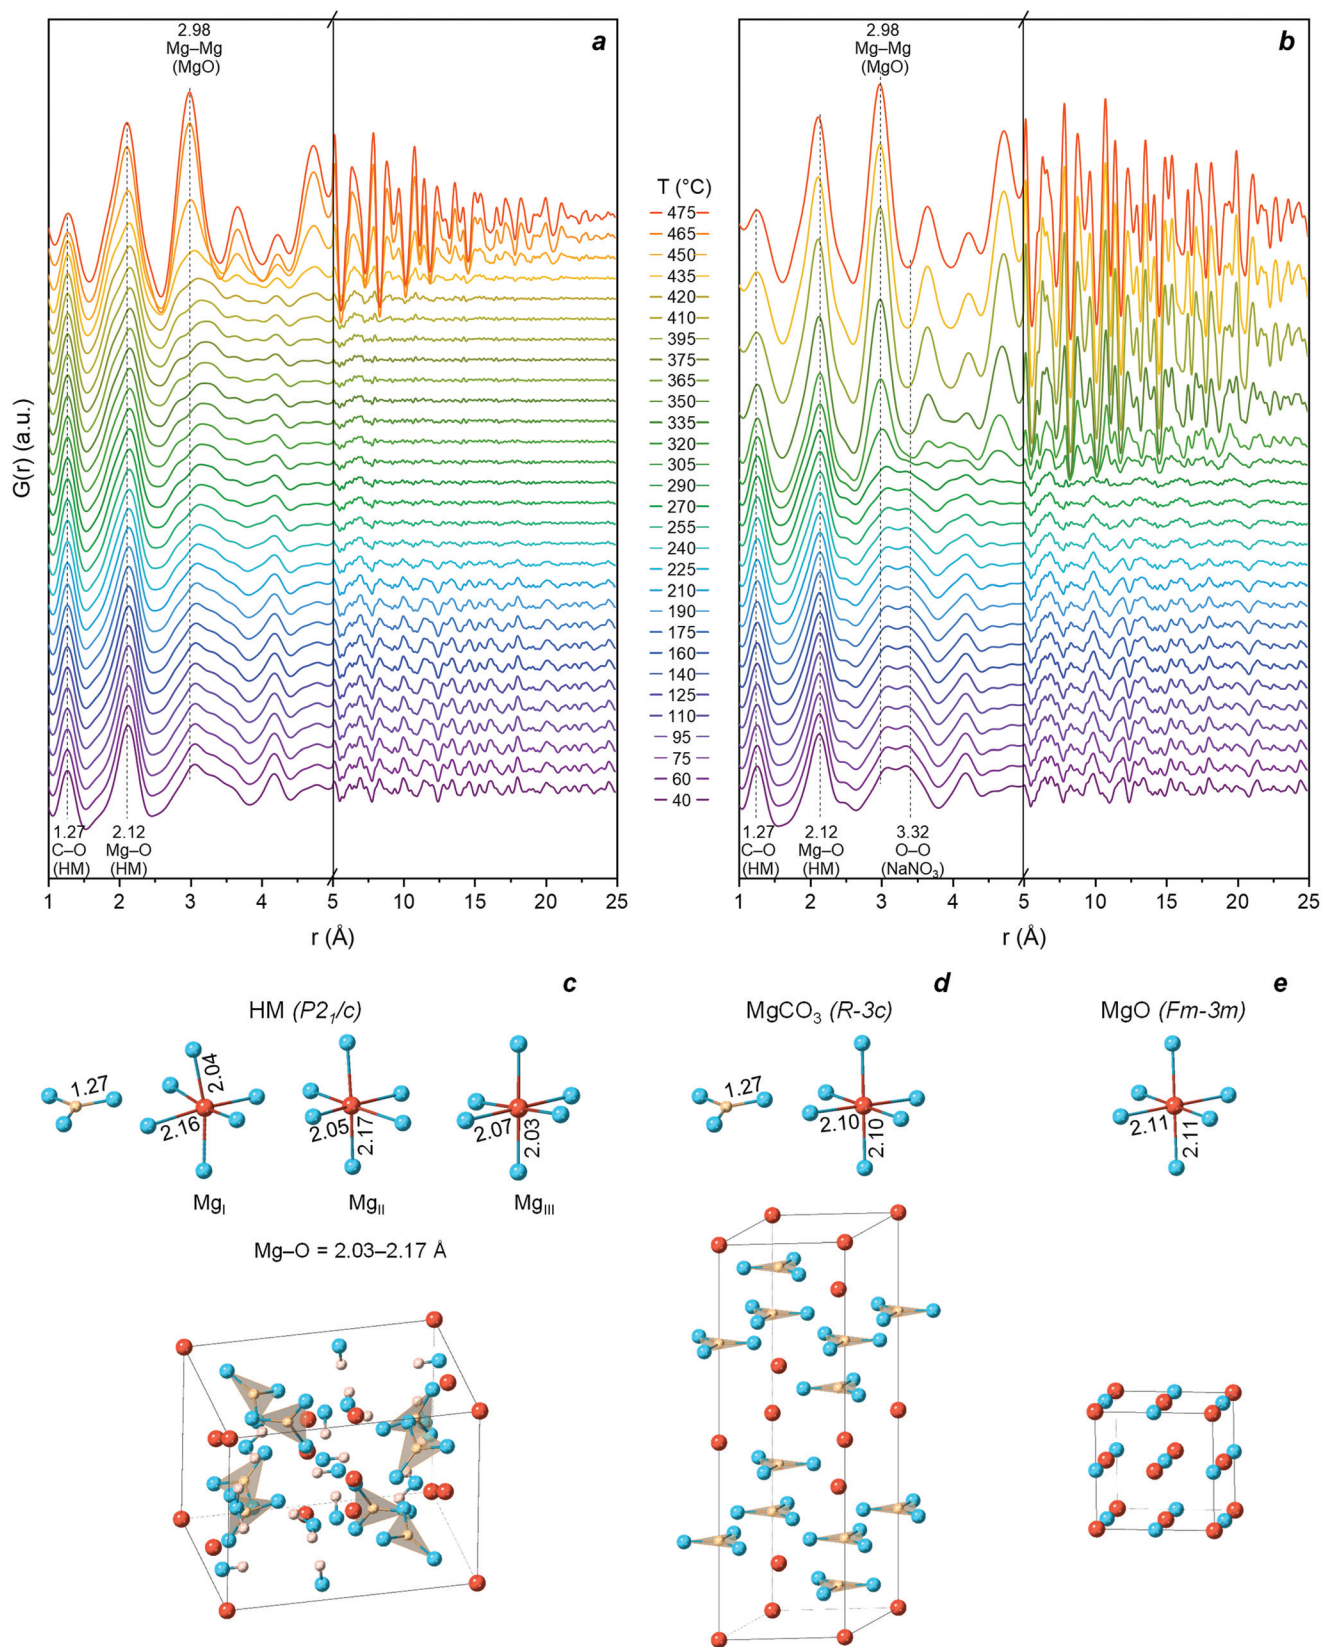 a
2.98
Mg–Mg
(MgO)
b
2.98
Mg–Mg
(MgO)
T (°C)
475
465
450
435
420
410
395
375
365
350
335
320
305
290
270
255
240
225
210
190
175
160
140
125
110
95
75
60
40
G(r) (a.u.)
1.27
C–O
(HM)
2.12
Mg–O
(HM)
1.27
C–O
(HM)
2.12
Mg–O
(HM)
3.32
O–O
(NaNO₃)
1 2 3 4 5 10 15 20 25
r (Å)
1 2 3 4 5 10 15 20 25
r (Å)
c
HM (P2₁/c)
1.27
2.04
2.16
2.05
2.17
2.07
2.03
Mg_I
Mg_II
Mg_III
Mg–O = 2.03–2.17 Å
d
MgCO₃ (R-3c)
1.27
2.10
2.10
e
MgO (Fm-3m)
2.11
2.11